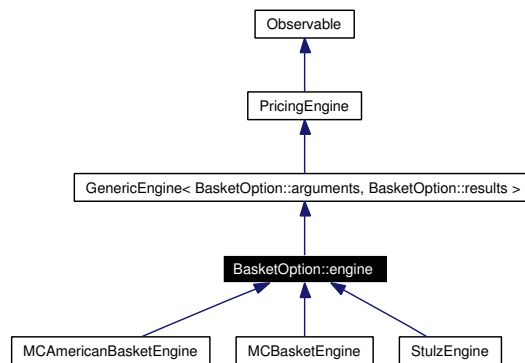 Observable
PricingEngine
GenericEngine< BasketOption::arguments, BasketOption::results >
BasketOption::engine
MCAmericanBasketEngine
MCBasketEngine
StulzEngine